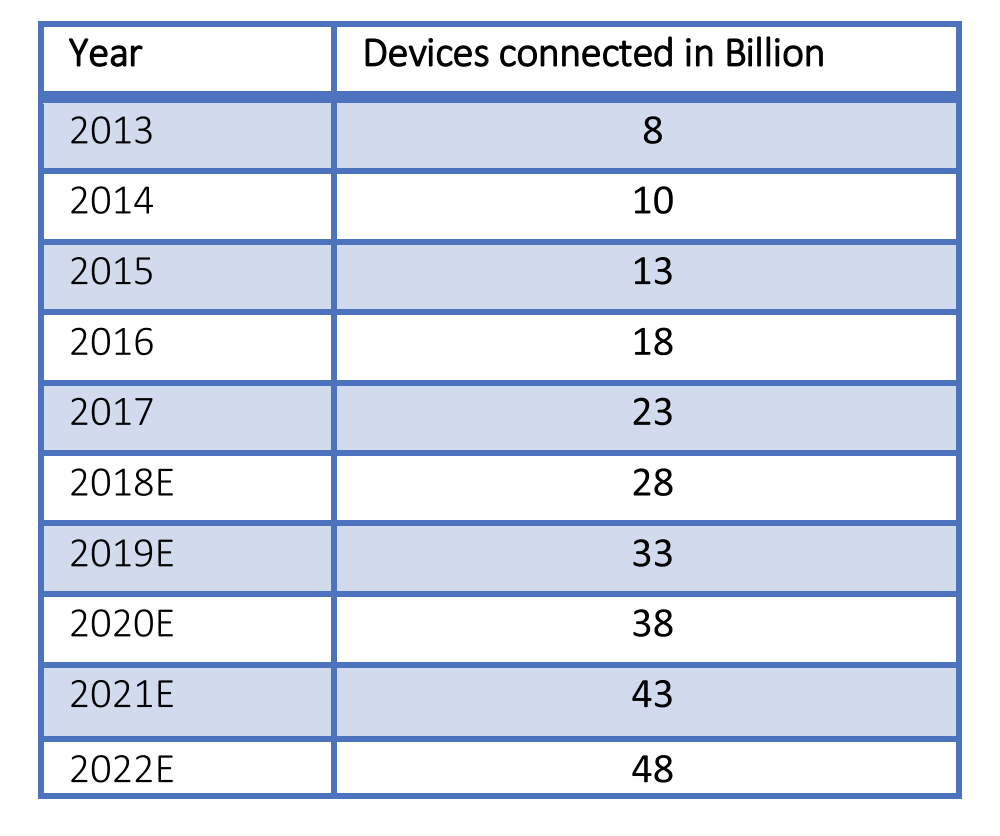 Year Devices connected in Billion
2013 8
2014 10
2015 13
2016 18
2017 23
2018E 28
2019E 33
2020E 38
2021E 43
2022E 48